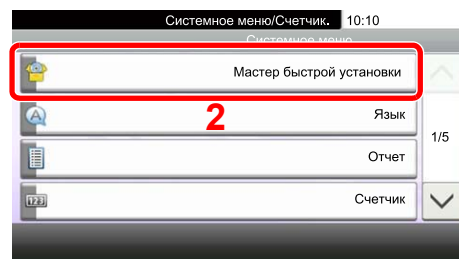 Системное меню/Счетчик. 10:10
Системное меню
Мастер быстрой установки
2
Язык
1/5
Отчет
123
Счетчик